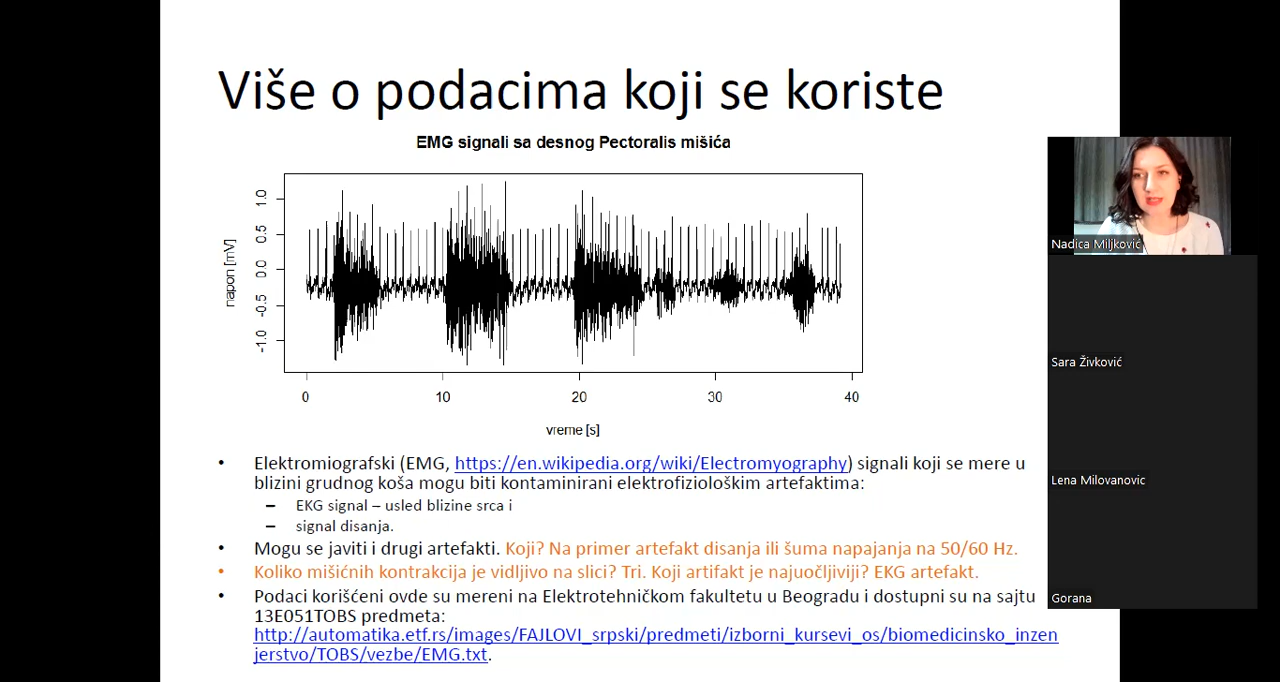 Više o podacima koji se koriste
EMG signali sa desnog Pectoralis mišića
napon [mV]
1.0
0.5
0.0
-0.5
-1.0
0 10 20 30 40
vreme [s]
• Elektromiografski (EMG, https://en.wikipedia.org/wiki/Electromyography) signali koji se mere u
blizini grudnog koša mogu biti kontaminirani elektrofiziološkim artefaktima:
– EKG signal – usled blizine srca i
– signal disanja.
• Mogu se javiti i drugi artefakti. Koji? Na primer artefakt disanja ili šuma napajanja na 50/60 Hz.
• Koliko mišićnih kontrakcija je vidljivo na slici? Tri. Koji artifakt je najuočljiviji? EKG artefakt.
• Podaci korišćeni ovde su mereni na Elektrotehničkom fakultetu u Beogradu i dostupni su na sajtu
13E051TOBS predmeta:
http://automatika.etf.rs/images/FAJLOVI_srpski/predmeti/izborni_kursevi_os/biomedicinsko_inzen
jerstvo/TOBS/vezbe/EMG.txt.
Nadica Miljković
Sara Živković
Lena Milovanovic
Gorana